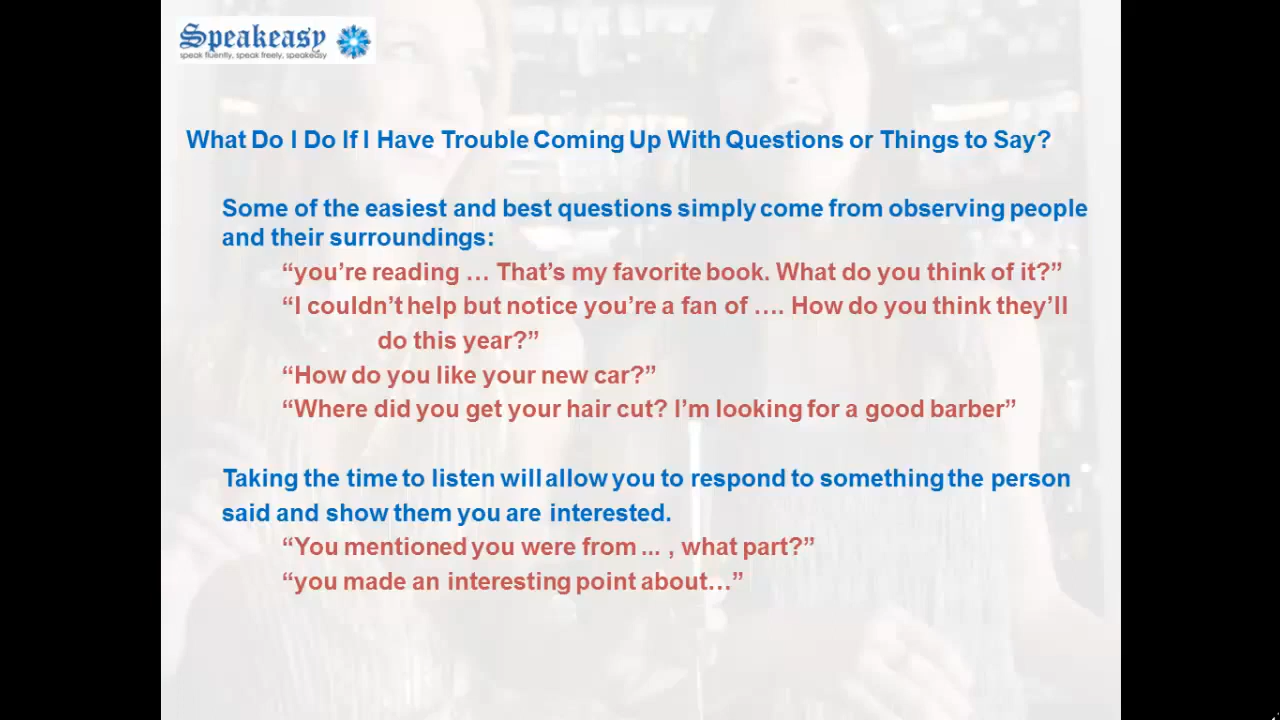 Speakeasy
speak fluently, speak freely, speakeasy
What Do I Do If I Have Trouble Coming Up With Questions or Things to Say?
Some of the easiest and best questions simply come from observing people
and their surroundings:
“you’re reading … That’s my favorite book. What do you think of it?”
“I couldn’t help but notice you’re a fan of …. How do you think they’ll
do this year?”
“How do you like your new car?”
“Where did you get your hair cut? I’m looking for a good barber”
Taking the time to listen will allow you to respond to something the person
said and show them you are interested.
“You mentioned you were from ... , what part?”
“you made an interesting point about…”